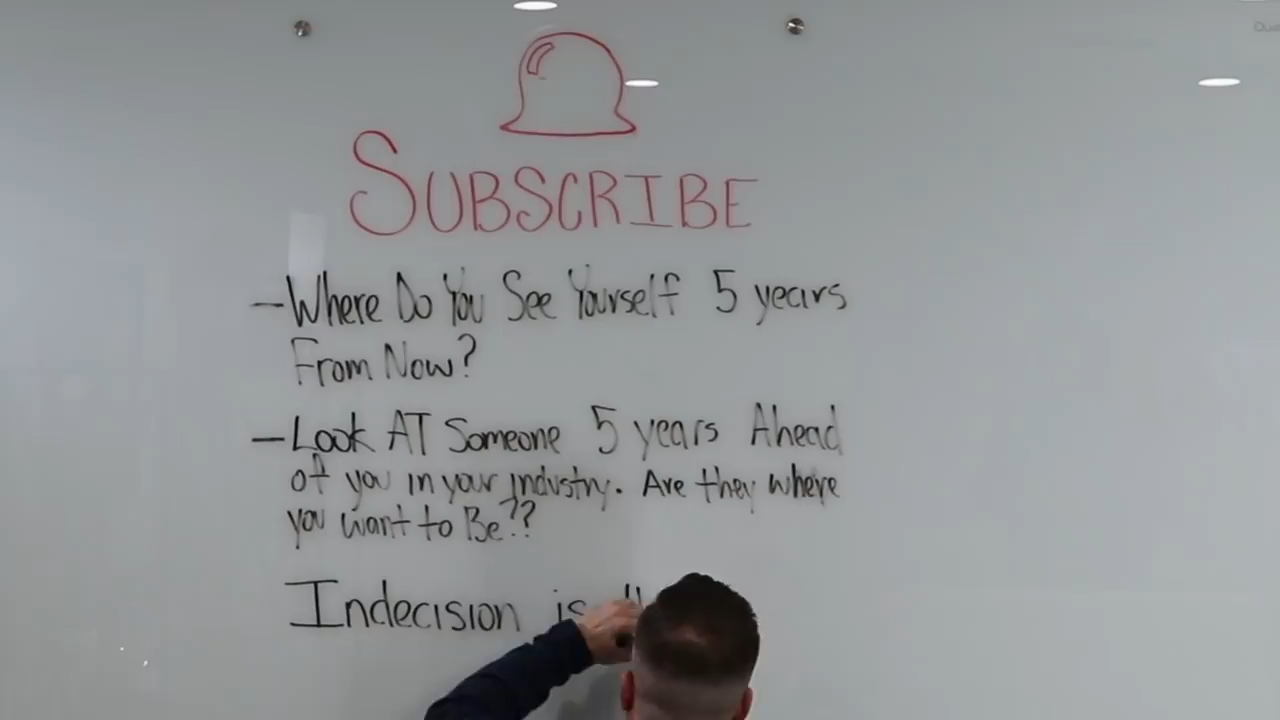 SUBSCRIBE
- Where Do You See Yourself 5 years
From Now?
- Look AT Someone 5 years Ahead
of you in your industry. Are they where
you want to Be??
Indecision is